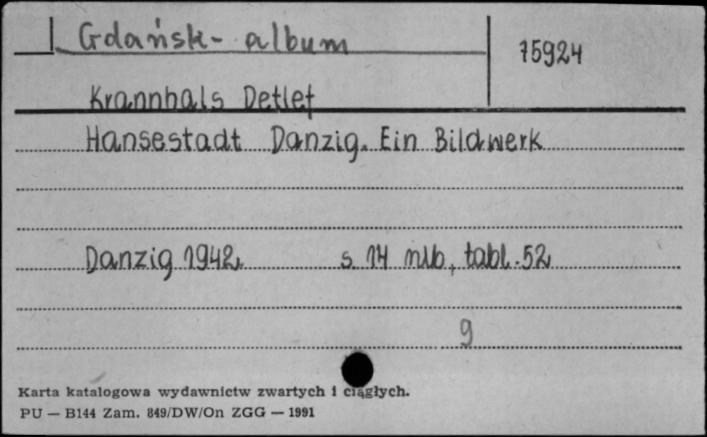 Gdańsk - album
75924
Krannhals Detlef
Hansestadt Danzig. Ein Bildwerk
Danzig 1942. s. 14 nlb, tabl. 52
9
Karta katalogowa wydawnictw zwartych i ciągłych.
PU — B144 Zam. 849/DW/On ZGG — 1991